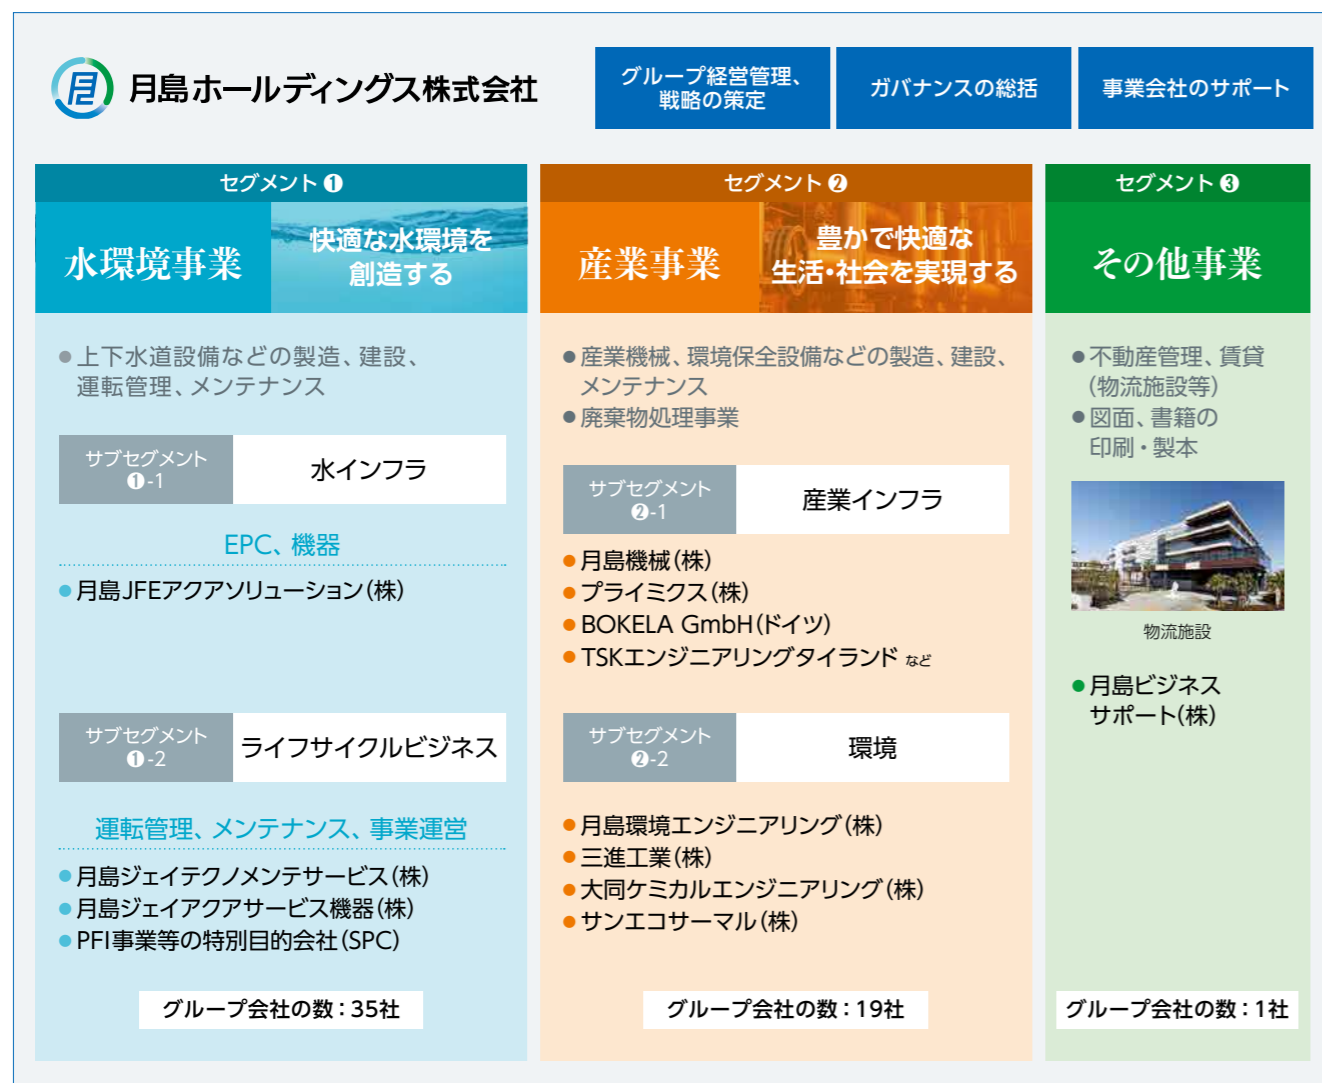 月島ホールディングス株式会社
グループ経営管理、
戦略の策定
ガバナンスの総括
事業会社のサポート
セグメント❶
水環境事業
快適な水環境を
創造する
●上下水道設備などの製造、建設、
運転管理、メンテナンス
サブセグメント
❶-1
水インフラ
EPC、機器
●月島JFEアクアソリューション(株)
サブセグメント
❶-2
ライフサイクルビジネス
運転管理、メンテナンス、事業運営
●月島ジェイテクノメンテサービス(株)
●月島ジェイアクアサービス機器(株)
●PFI事業等の特別目的会社(SPC)
グループ会社の数：35社
セグメント❷
産業事業
豊かで快適な
生活・社会を実現する
●産業機械、環境保全設備などの製造、建設、
メンテナンス
●廃棄物処理事業
サブセグメント
❷-1
産業インフラ
●月島機械(株)
●プライミクス(株)
●BOKELA GmbH(ドイツ)
●TSKエンジニアリングタイランド など
サブセグメント
❷-2
環境
●月島環境エンジニアリング(株)
●三進工業(株)
●大同ケミカルエンジニアリング(株)
●サンエコサーマル(株)
グループ会社の数：19社
セグメント❸
その他事業
●不動産管理、賃貸
(物流施設等)
●図面、書籍の
印刷・製本
物流施設
●月島ビジネス
サポート(株)
グループ会社の数：1社